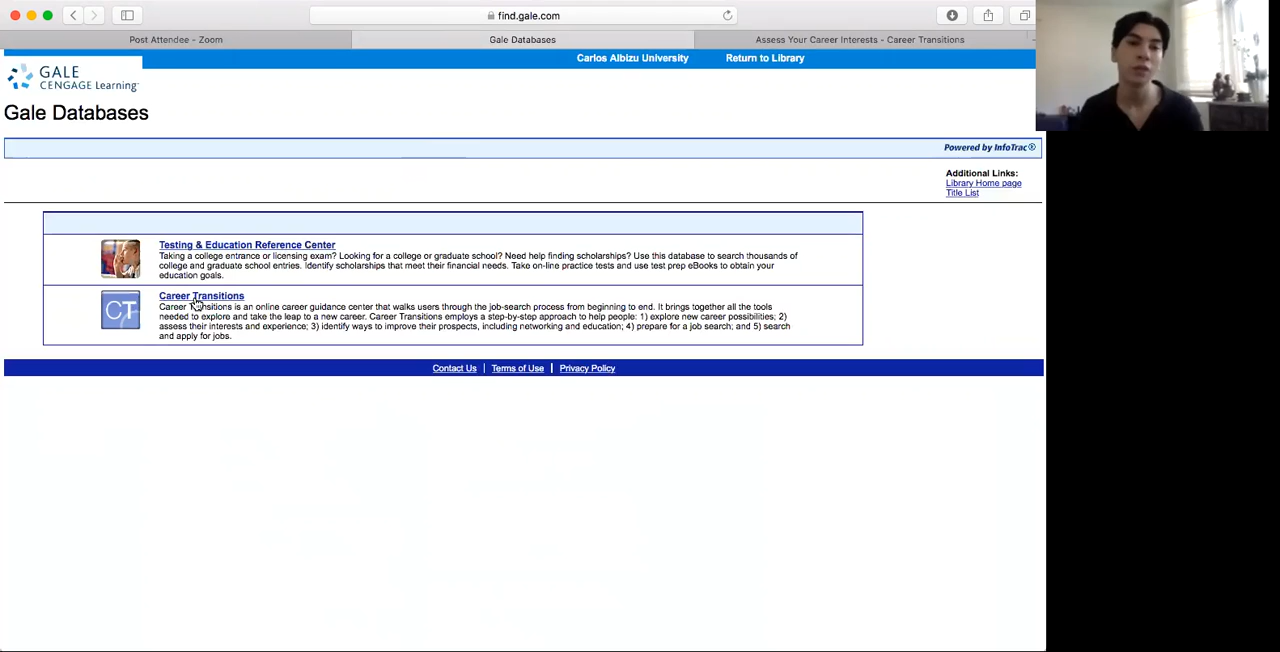 find.gale.com
Post Attendee - Zoom
Gale Databases
Assess Your Career Interests - Career Transitions
Carlos Albizu University
Return to Library
GALE
CENGAGE Learning
Gale Databases
Powered by InfoTrac®
Additional Links:
Library Home page
Title List
Testing & Education Reference Center
Taking a college entrance or licensing exam? Looking for a college or graduate school? Need help finding scholarships? Use this database to search thousands of
college and graduate school entries. Identify scholarships that meet their financial needs. Take on-line practice tests and use test prep eBooks to obtain your
education goals.
CT
Career Transitions
Career Transitions is an online career guidance center that walks users through the job-search process from beginning to end. It brings together all the tools
needed to explore and take the leap to a new career. Career Transitions employs a step-by-step approach to help people: 1) explore new career possibilities; 2)
assess their interests and experience; 3) identify ways to improve their prospects, including networking and education; 4) prepare for a job search; and 5) search
and apply for jobs.
Contact Us | Terms of Use | Privacy Policy